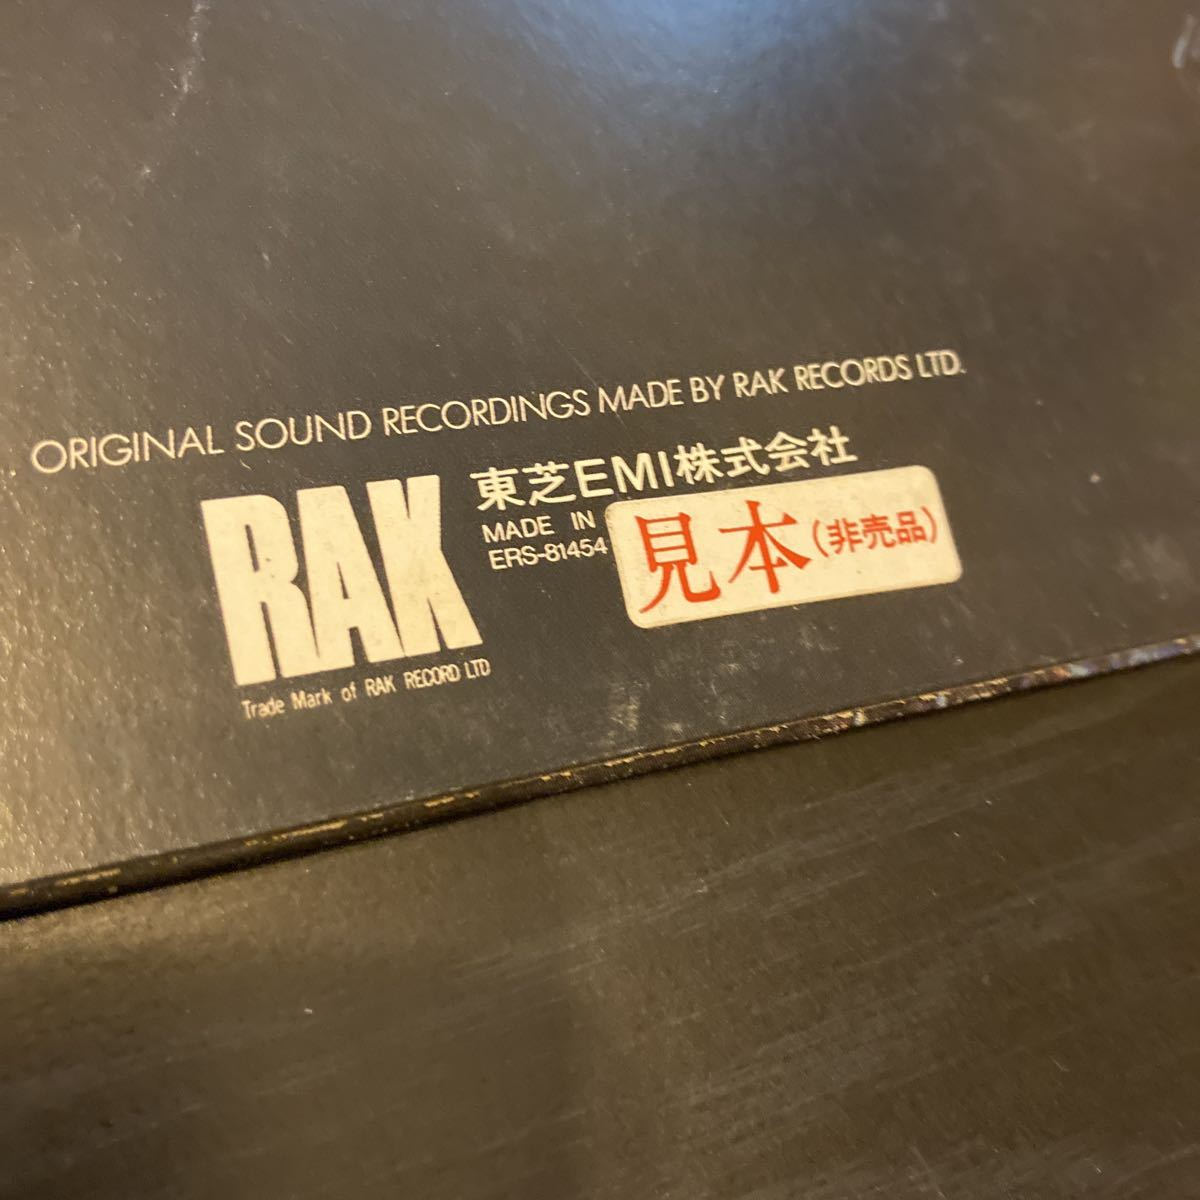 . ORIGINAL SOUND RECORDINGS MADE BY RAK RECORDS LTD.
RAK
Trade Mark of RAK RECORD LTD
東芝EMI株式会社
MADE IN
ERS-81454
見本(非売品)